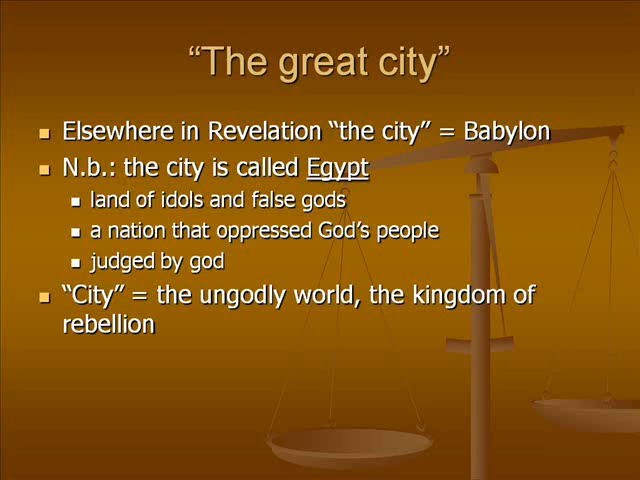 “The great city”
Elsewhere in Revelation “the city” = Babylon
N.b.: the city is called Egypt
land of idols and false gods
a nation that oppressed God’s people
judged by god
“City” = the ungodly world, the kingdom of
rebellion